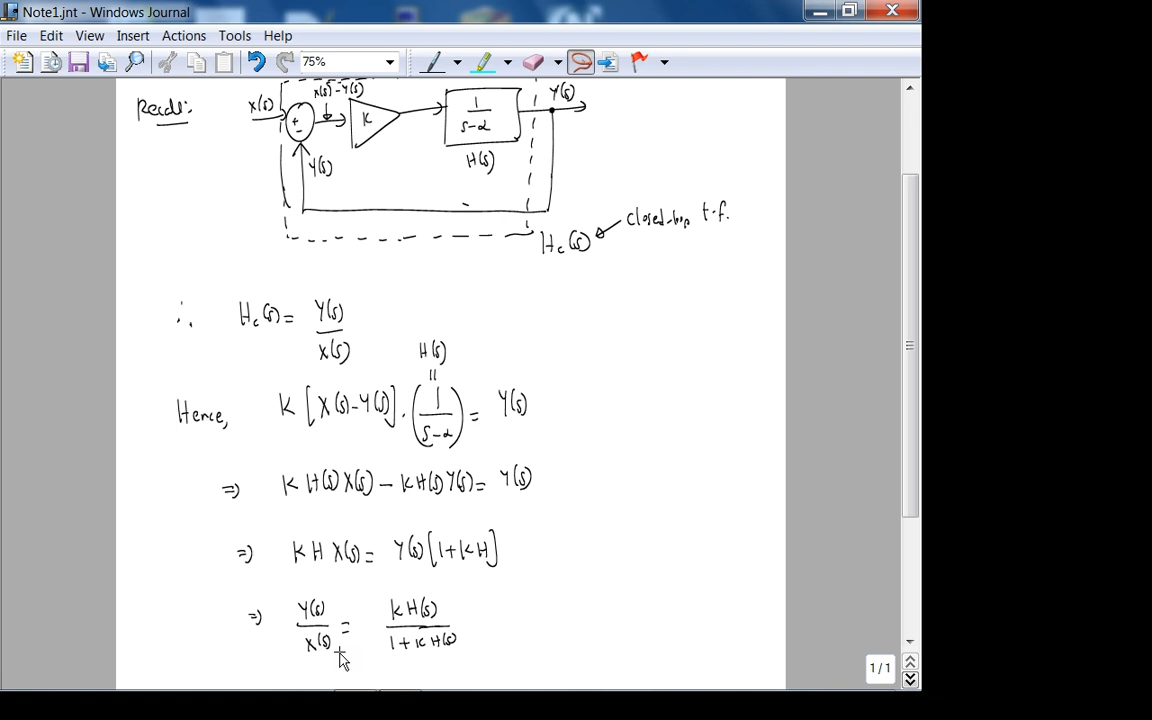 Note1.jnt - Windows Journal
File Edit View Insert Actions Tools Help
75%
Recall:
X(s)
X(s)-Y(s)
+
-
K
1
s-α
H(s)
Y(s)
Y(s)
Hc(s)
closed-loop t.f.
∴ Hc(s) = Y(s)
X(s)
H(s)
=
Hence, K [X(s)-Y(s)] . (1/(s-α)) = Y(s)
⇒ K H(s) X(s) - K H(s) Y(s) = Y(s)
⇒ K H X(s) = Y(s) [1+KH]
⇒ Y(s)/X(s) = K H(s)/(1+K H(s))
1/1